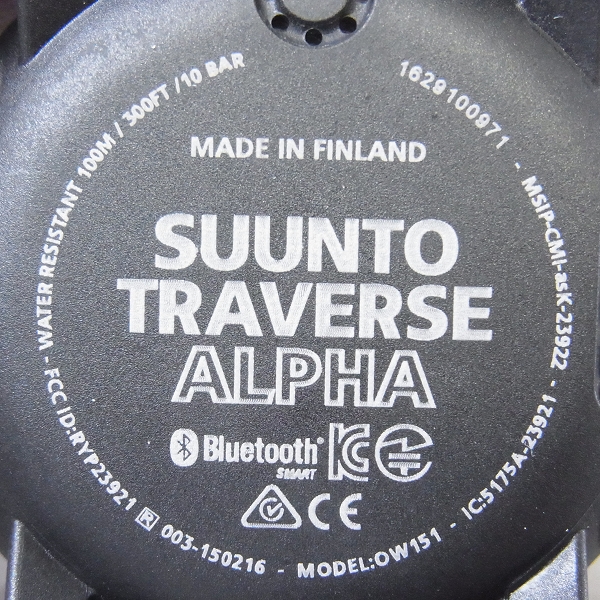 MADE IN FINLAND
SUUNTO
TRAVERSE
ALPHA
Bluetooth®
SMART
KC
CE
1629100971 - MSIP-CMI-asK-23922
FCC ID:RYP23921 - WATER RESISTANT 100M / 300FT / 10 BAR
R 003-150216 - MODEL:OW151 - IC:5175A-23921 -